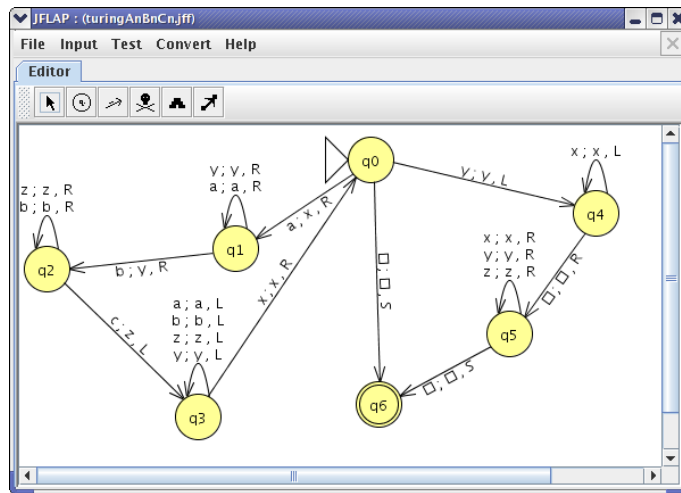 JFLAP : (turingAnBnCn.jff)
File Input Test Convert Help
Editor
q0
y ; y, L
x ; x, L
q4
y ; y, R
a ; a, R
a ; x, R
z ; z, R
b ; b, R
q1
q2
b ; y, R
x ; x, R
□ ; □, S
x ; x, R
y ; y, R
z ; z, R
□ ; □, R
q5
c ; z, L
a ; a, L
b ; b, L
z ; z, L
y ; y, L
q3
□ ; □, S
q6